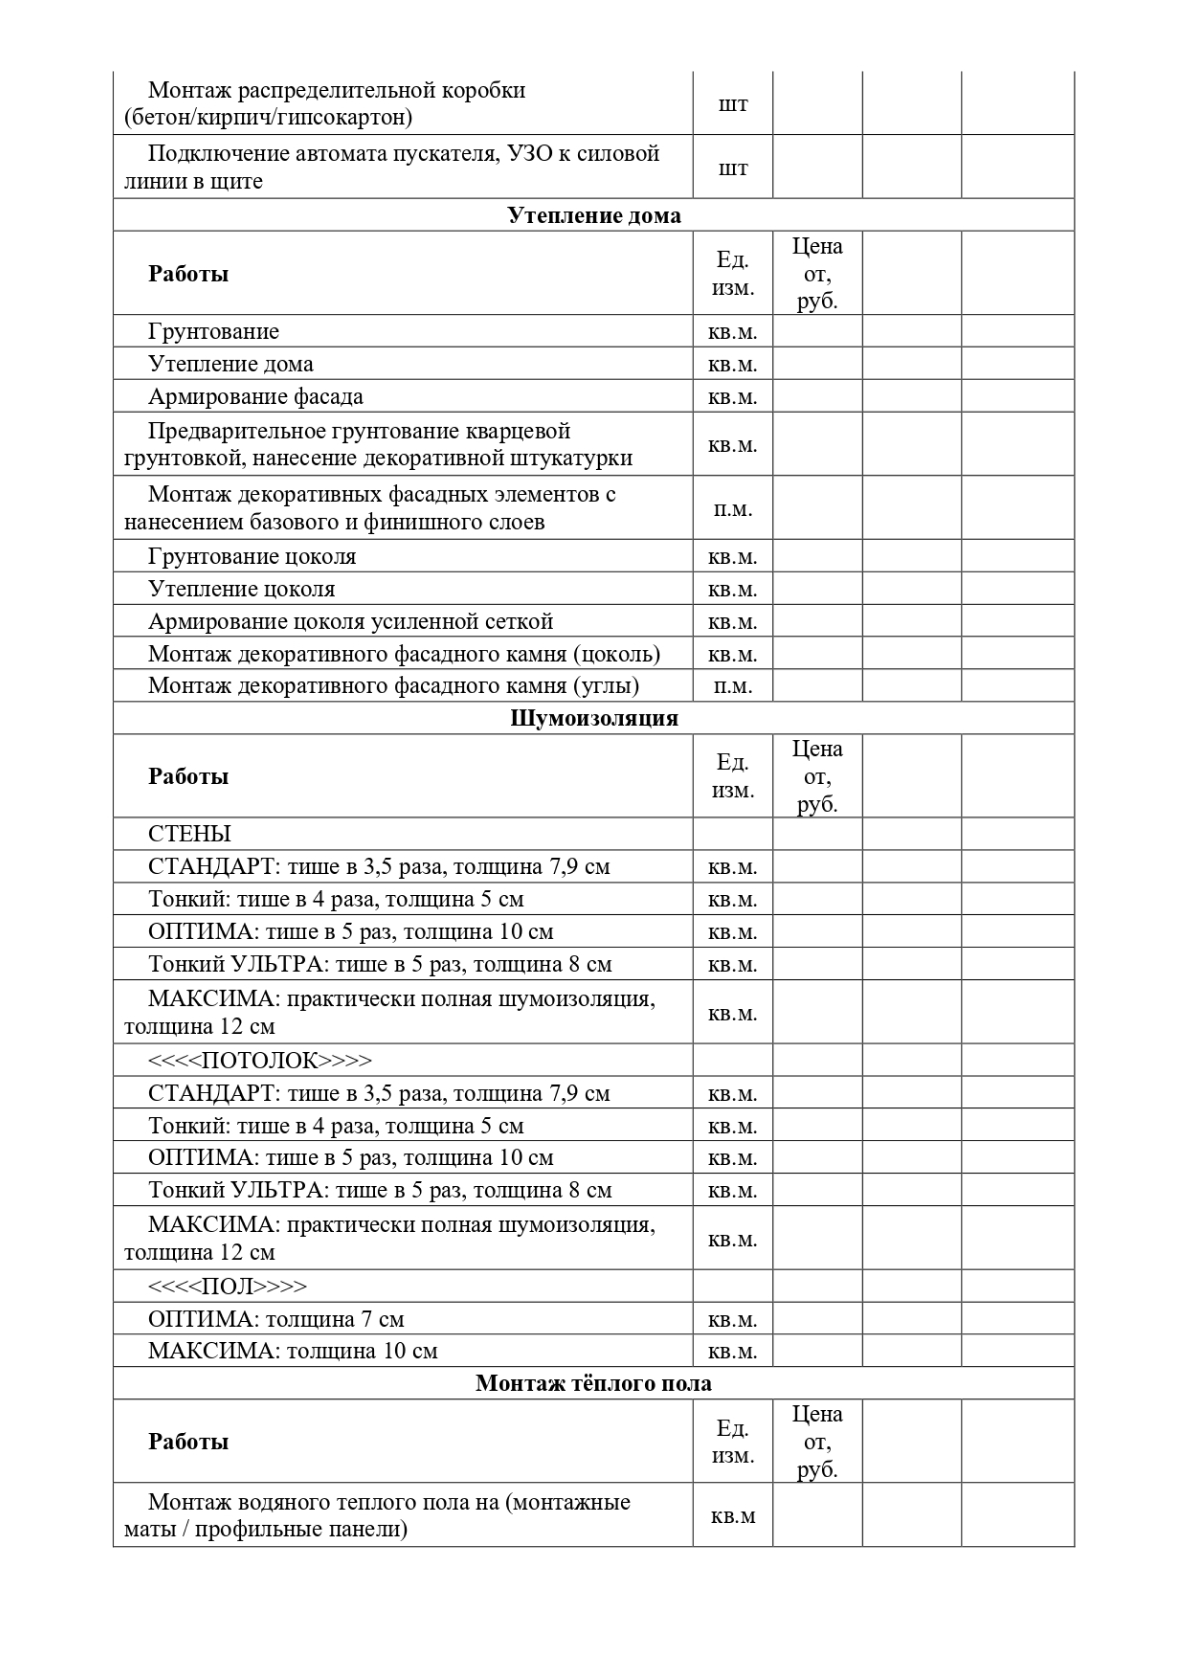 Монтаж распределительной коробки
(бетон/кирпич/гипсокартон)
шт
Подключение автомата пускателя, УЗО к силовой
линии в щите
шт
Утепление дома
Работы
Ед.
изм.
Цена
от,
руб.
Грунтование кв.м.
Утепление дома кв.м.
Армирование фасада кв.м.
Предварительное грунтование кварцевой
грунтовкой, нанесение декоративной штукатурки
кв.м.
Монтаж декоративных фасадных элементов с
нанесением базового и финишного слоев
п.м.
Грунтование цоколя кв.м.
Утепление цоколя кв.м.
Армирование цоколя усиленной сеткой кв.м.
Монтаж декоративного фасадного камня (цоколь) кв.м.
Монтаж декоративного фасадного камня (углы) п.м.
Шумоизоляция
Работы
Ед.
изм.
Цена
от,
руб.
СТЕНЫ
СТАНДАРТ: тише в 3,5 раза, толщина 7,9 см кв.м.
Тонкий: тише в 4 раза, толщина 5 см кв.м.
ОПТИМА: тише в 5 раз, толщина 10 см кв.м.
Тонкий УЛЬТРА: тише в 5 раз, толщина 8 см кв.м.
МАКСИМА: практически полная шумоизоляция,
толщина 12 см
кв.м.
<<<<ПОТОЛОК>>>>
СТАНДАРТ: тише в 3,5 раза, толщина 7,9 см кв.м.
Тонкий: тише в 4 раза, толщина 5 см кв.м.
ОПТИМА: тише в 5 раз, толщина 10 см кв.м.
Тонкий УЛЬТРА: тише в 5 раз, толщина 8 см кв.м.
МАКСИМА: практически полная шумоизоляция,
толщина 12 см
кв.м.
<<<<ПОЛ>>>>
ОПТИМА: толщина 7 см кв.м.
МАКСИМА: толщина 10 см кв.м.
Монтаж тёплого пола
Работы
Ед.
изм.
Цена
от,
руб.
Монтаж водяного теплого пола на (монтажные
маты / профильные панели)
кв.м